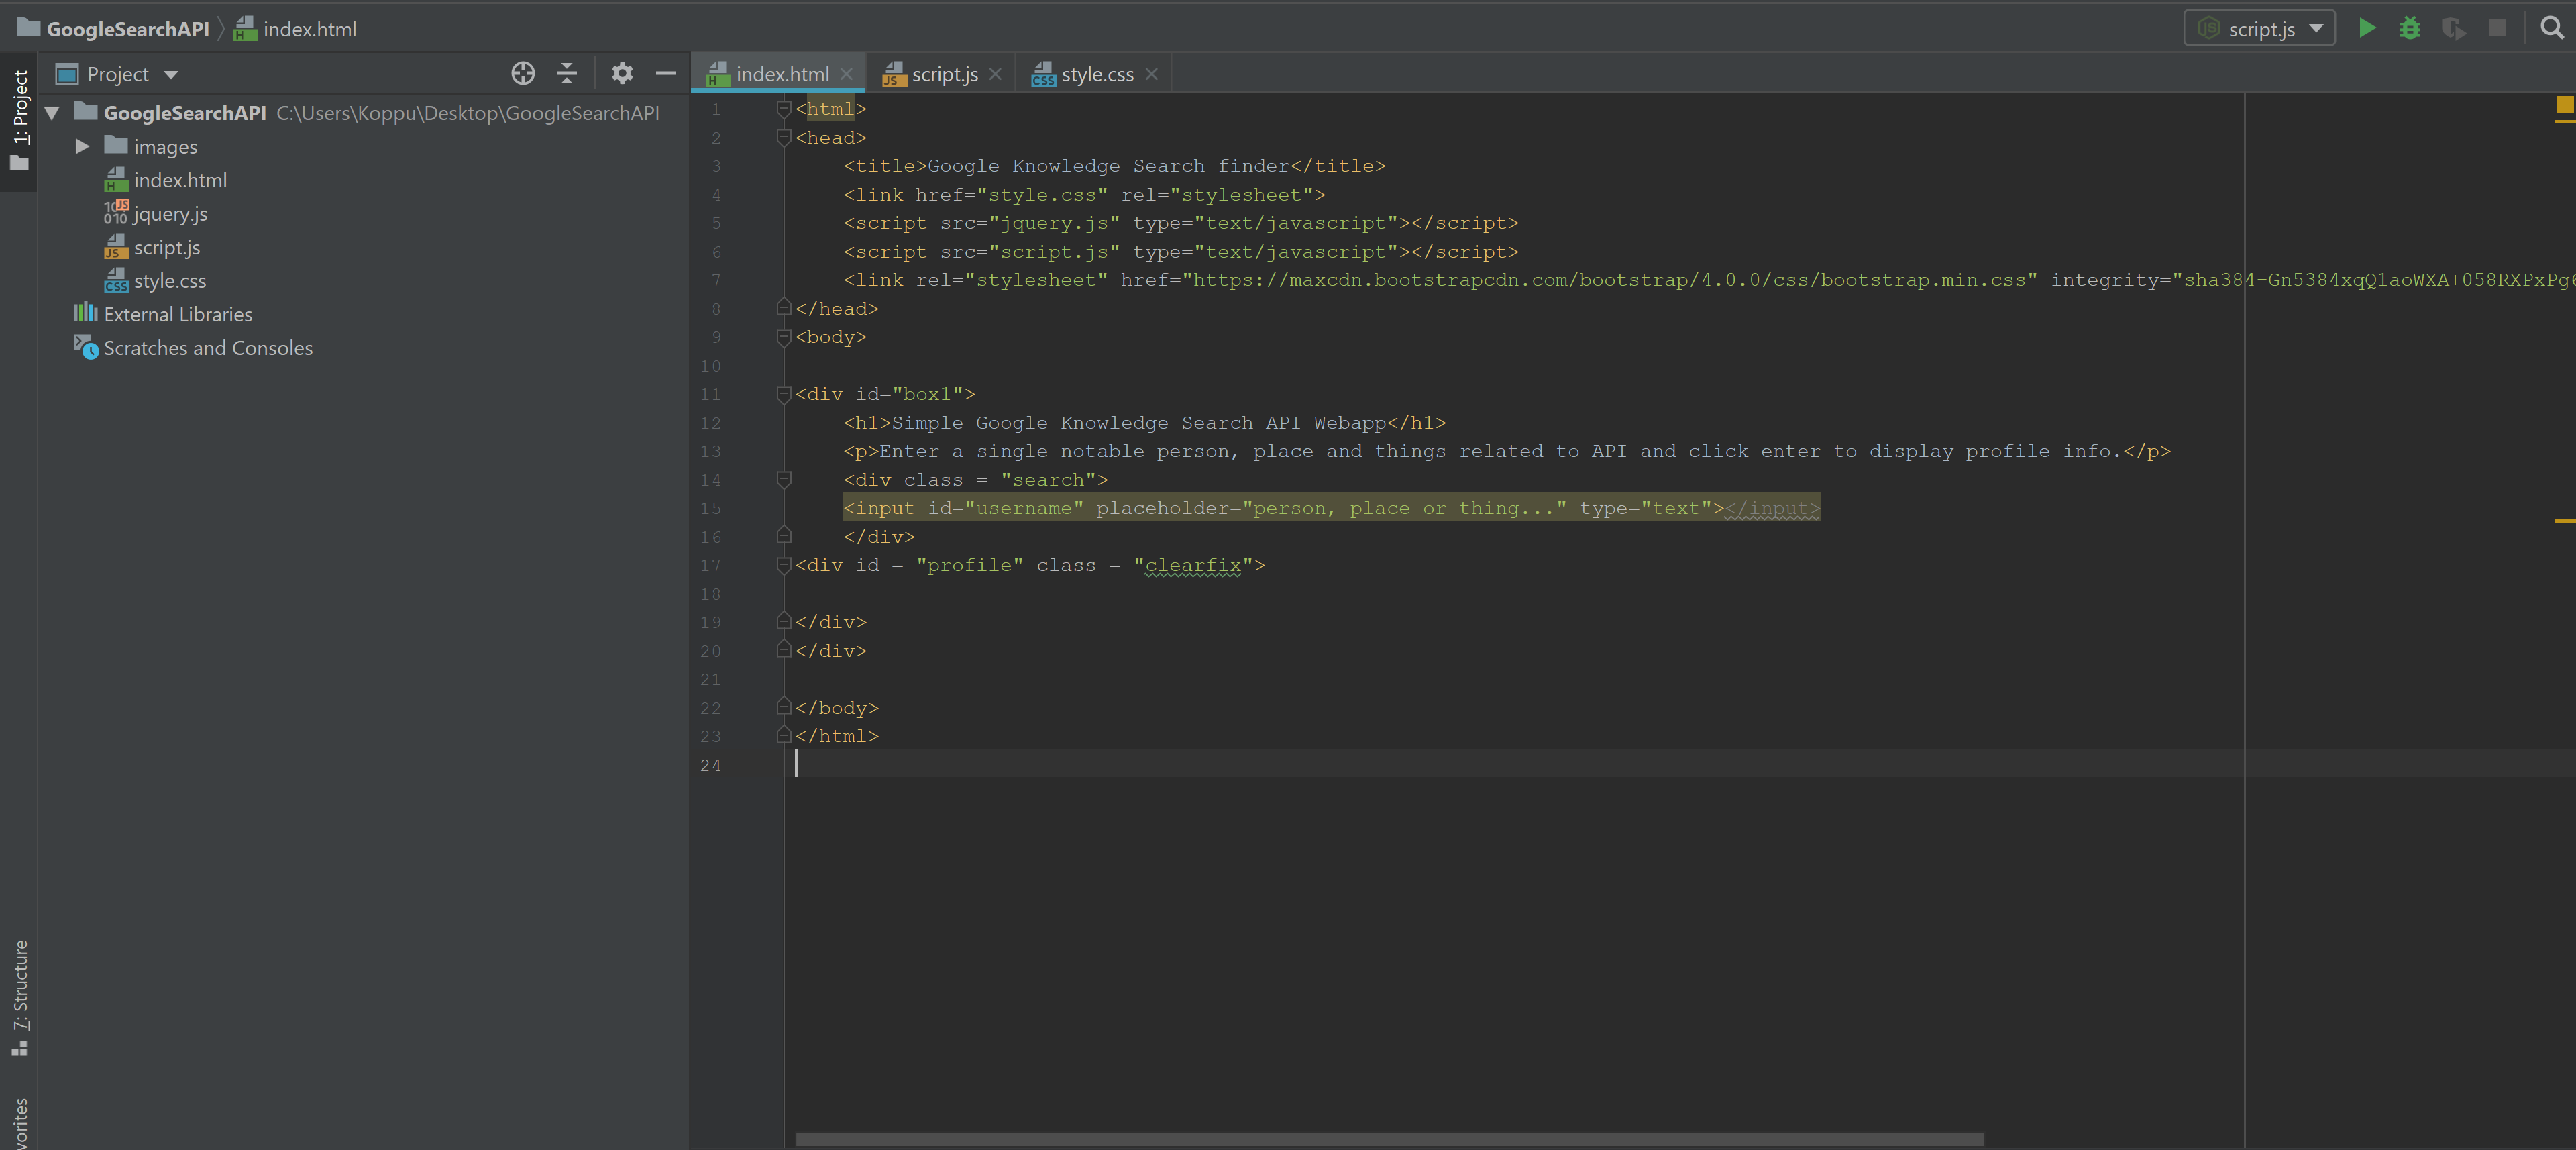 GoogleSearchAPI index.html script.js
1: Project
Project
GoogleSearchAPI C:\Users\Koppu\Desktop\GoogleSearchAPI
images
index.html
jquery.js
script.js
style.css
External Libraries
Scratches and Consoles
7: Structure
index.html script.js style.css
1 <html>
2 <head>
3 <title>Google Knowledge Search finder</title>
4 <link href="style.css" rel="stylesheet">
5 <script src="jquery.js" type="text/javascript"></script>
6 <script src="script.js" type="text/javascript"></script>
7 <link rel="stylesheet" href="https://maxcdn.bootstrapcdn.com/bootstrap/4.0.0/css/bootstrap.min.css" integrity="sha384-Gn5384xqQ1aoWXA+058RXPxPg6
8 </head>
9 <body>
10
11 <div id="box1">
12 <h1>Simple Google Knowledge Search API Webapp</h1>
13 <p>Enter a single notable person, place and things related to API and click enter to display profile info.</p>
14 <div class = "search">
15 <input id="username" placeholder="person, place or thing..." type="text"></input>
16 </div>
17 <div id = "profile" class = "clearfix">
18
19 </div>
20 </div>
21
22 </body>
23 </html>
24